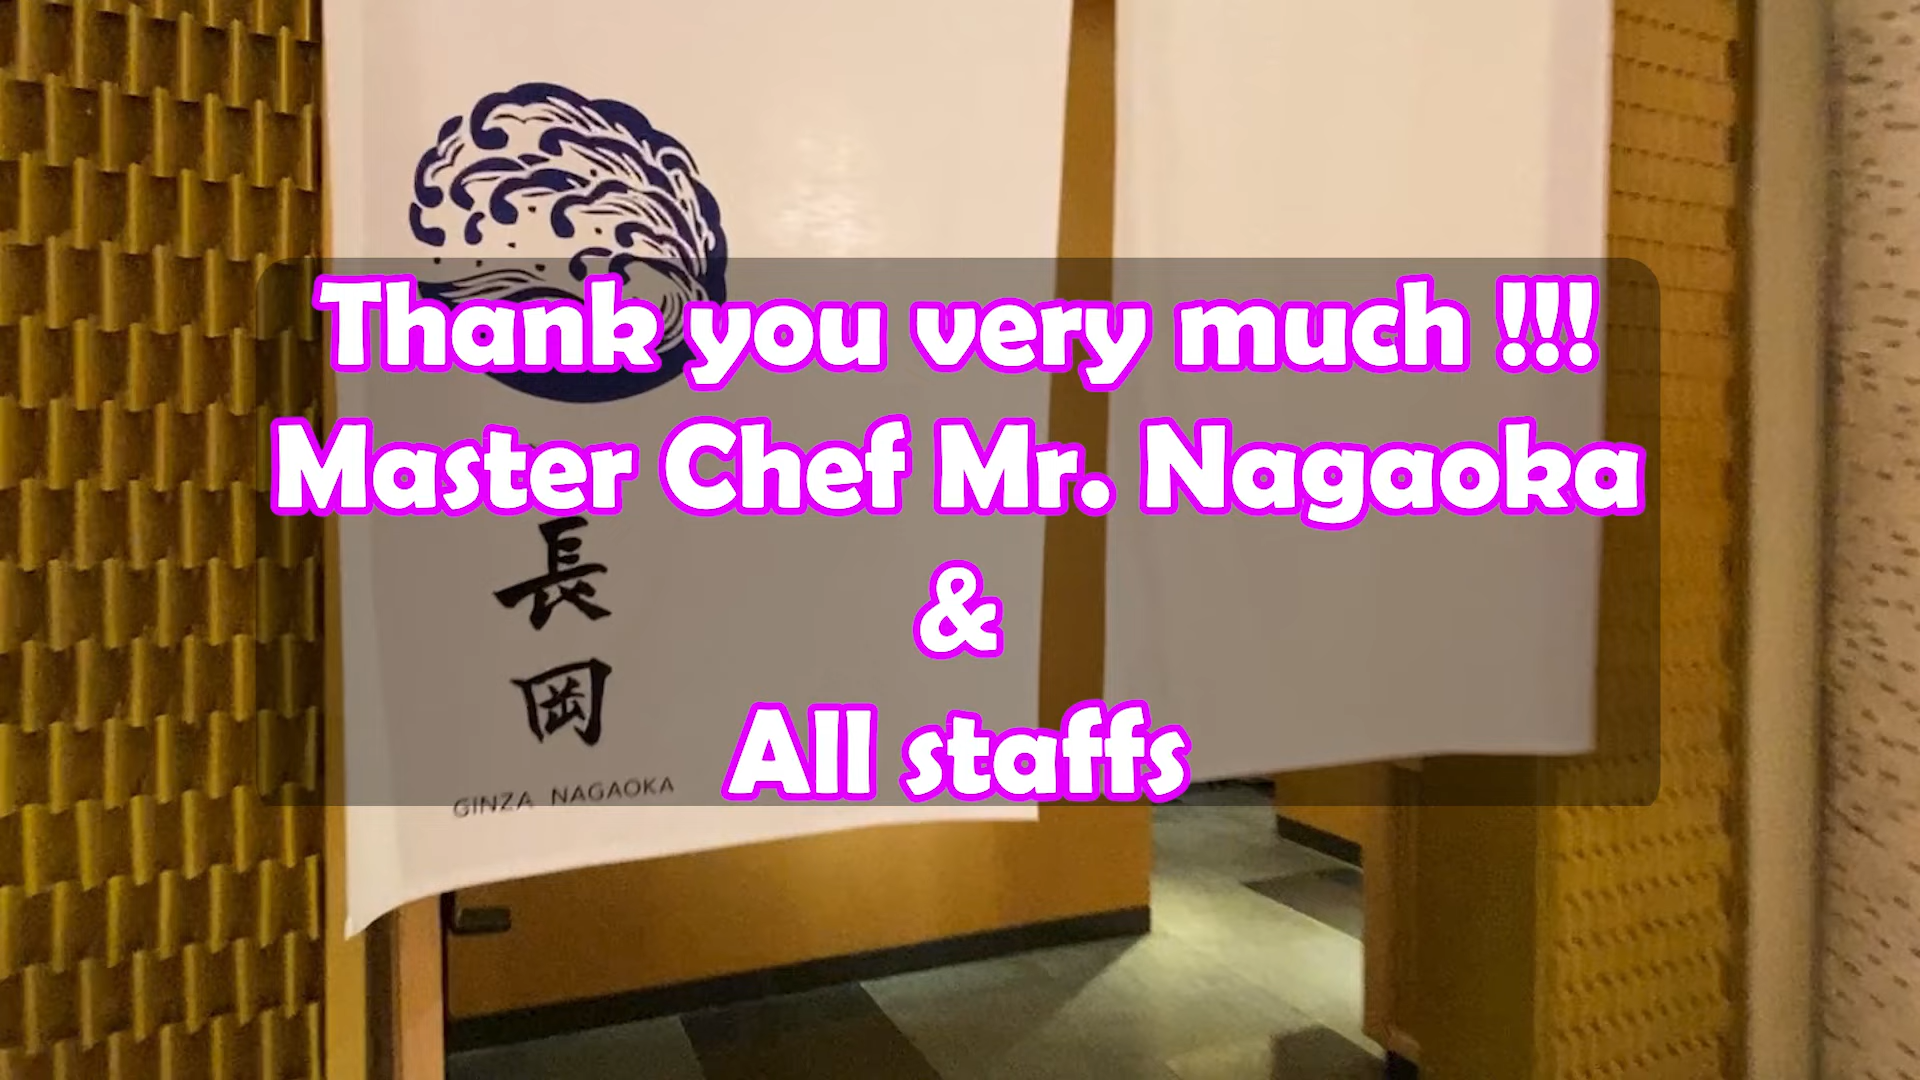 Thank you very much !!!
Master Chef Mr. Nagaoka
&
All staffs
長
岡
GINZA NAGAOKA